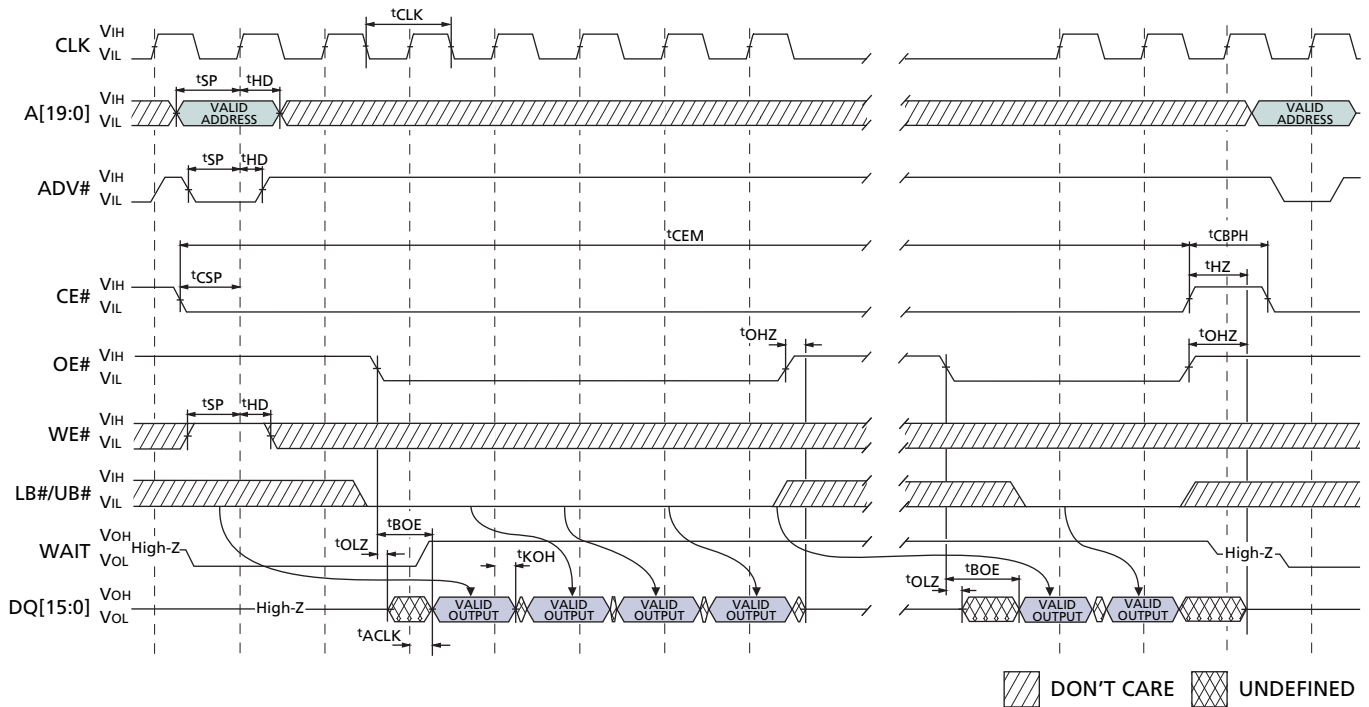 tCLK
CLK VIH
VIL
tSP tHD
A[19:0] VIH
VIL
VALID ADDRESS
VALID ADDRESS
tSP tHD
ADV# VIH
VIL
tCEM tCBPH
tCSP tHZ
CE# VIH
VIL
tOHZ tOHZ
OE# VIH
VIL
tSP tHD
WE# VIH
VIL
LB#/UB# VIH
VIL
tBOE
WAIT VOH
VOL
High-Z
High-Z
tOLZ tKOH tOLZ tBOE
DQ[15:0] VOH
VOL
High-Z
VALID OUTPUT
VALID OUTPUT
VALID OUTPUT
VALID OUTPUT
VALID OUTPUT
VALID OUTPUT
tACLK
DON'T CARE UNDEFINED